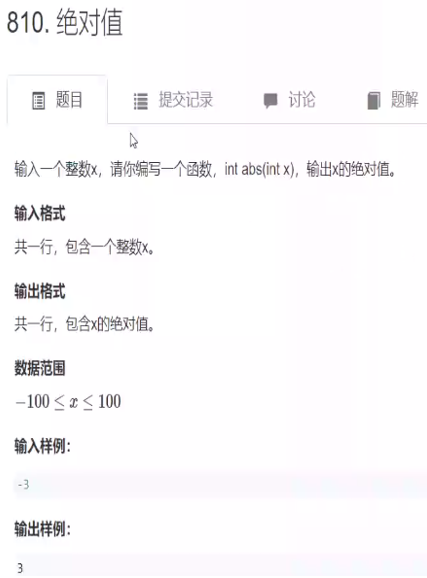 810. 绝对值
题目 提交记录 讨论 题解
输入一个整数x，请你编写一个函数，int abs(int x)，输出x的绝对值。
输入格式
共一行，包含一个整数x。
输出格式
共一行，包含x的绝对值。
数据范围
−100 ≤ x ≤ 100
输入样例：
-3
输出样例：
3